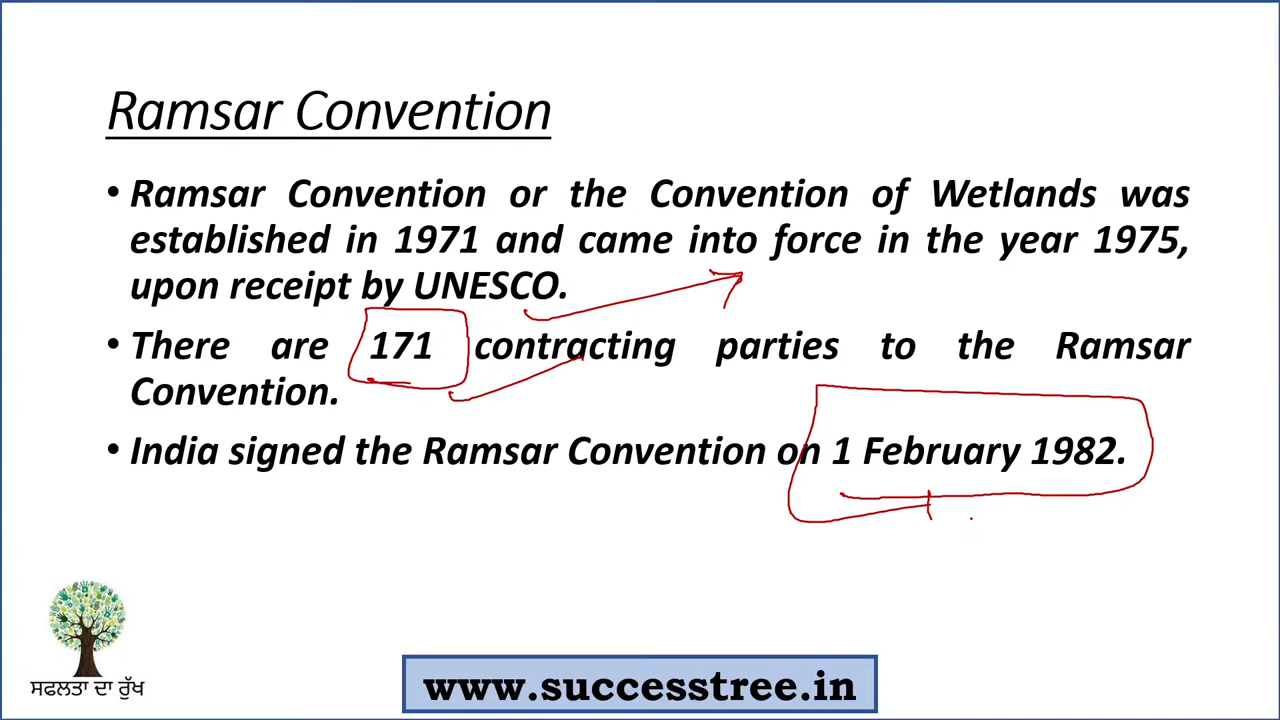 Ramsar Convention
• Ramsar Convention or the Convention of Wetlands was
established in 1971 and came into force in the year 1975,
upon receipt by UNESCO.
• There are 171 contracting parties to the Ramsar
Convention.
• India signed the Ramsar Convention on 1 February 1982.
ਸਫਲਤਾ ਦਾ ਰੁੱਖ
www.successtree.in